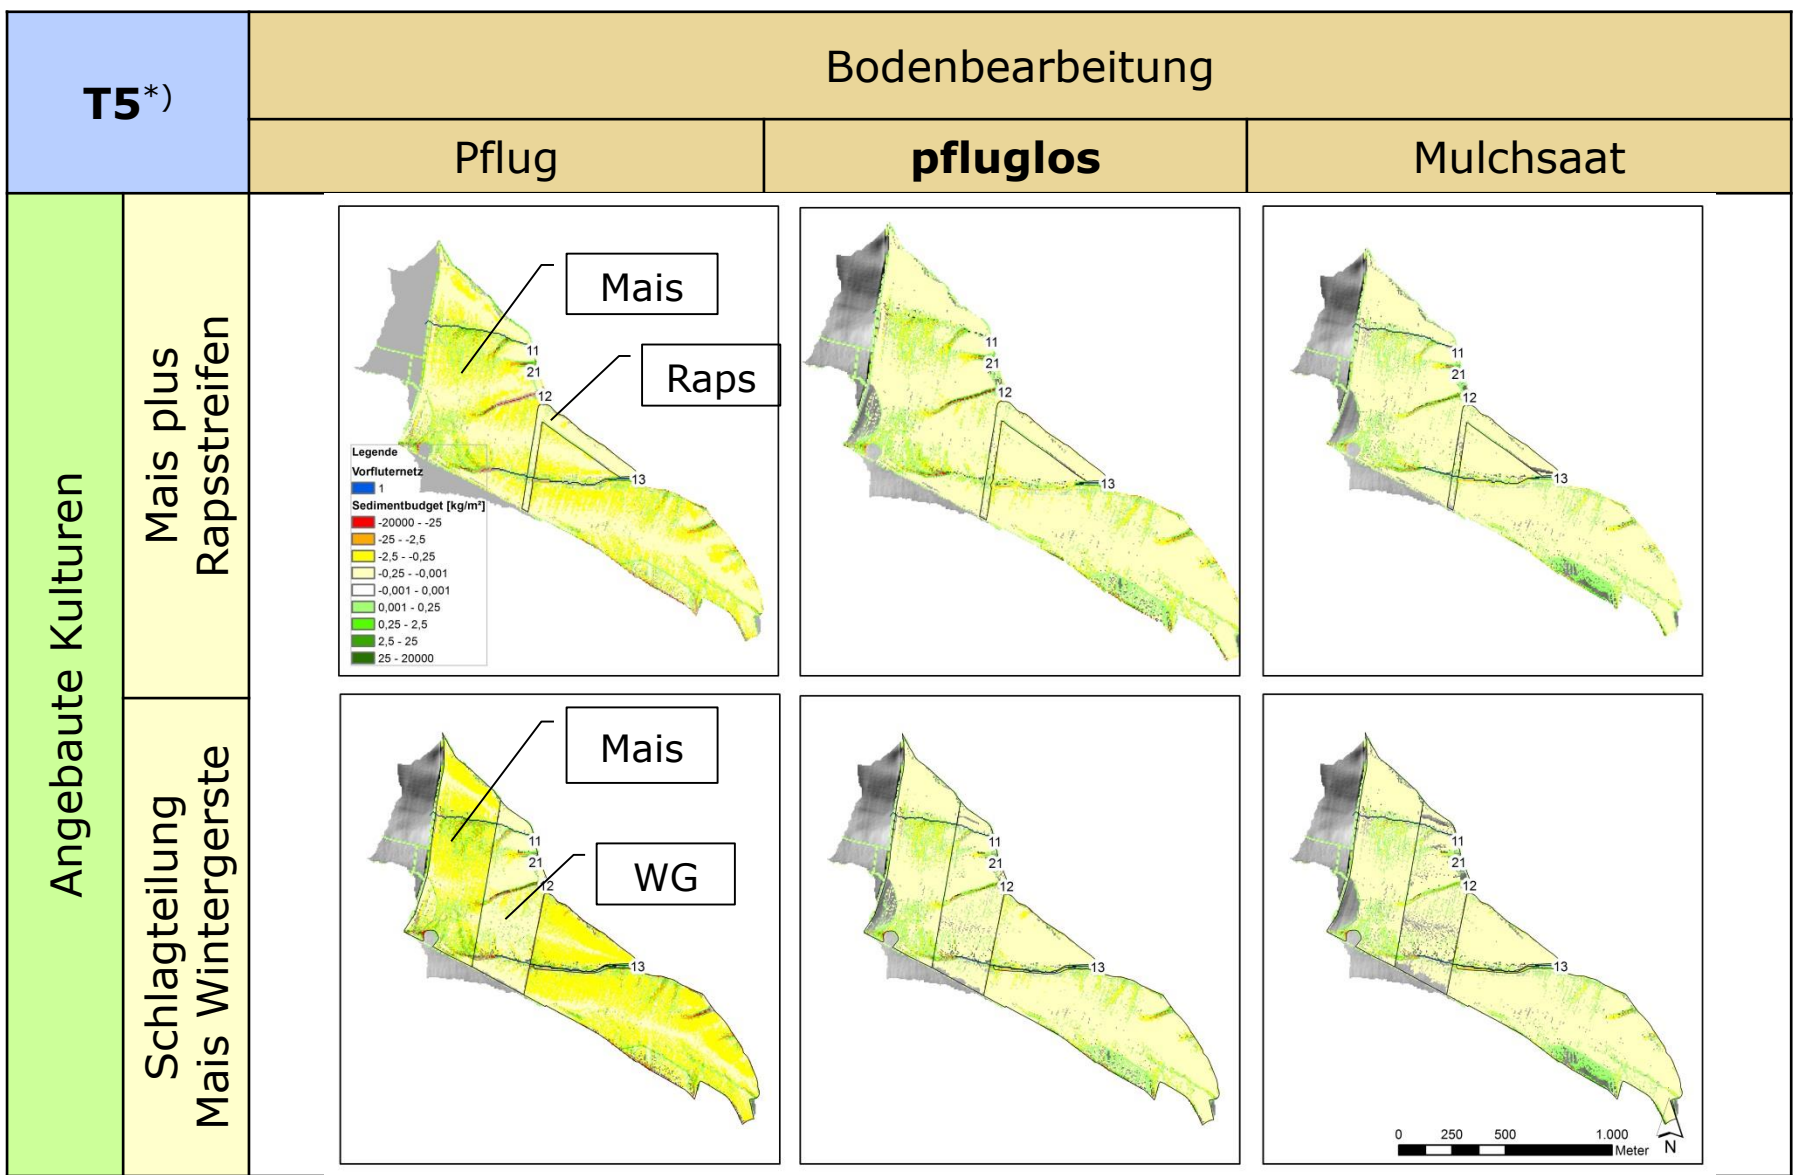 T5*)
Bodenbearbeitung
Pflug
pfluglos
Mulchsaat
Angebaute Kulturen
Mais plus
Rapsstreifen
Mais
Raps
11
21
12
13
Legende
Vorfluternetz
1
Sedimentbudget [kg/m²]
-20000 - -25
-25 - -2,5
-2,5 - -0,25
-0,25 - -0,001
-0,001 - 0,001
0,001 - 0,25
0,25 - 2,5
2,5 - 25
25 - 20000
11
21
12
13
11
21
12
13
Schlagteilung
Mais Wintergerste
Mais
WG
11
21
12
13
11
21
12
13
11
21
12
13
0 250 500 1.000
Meter
N